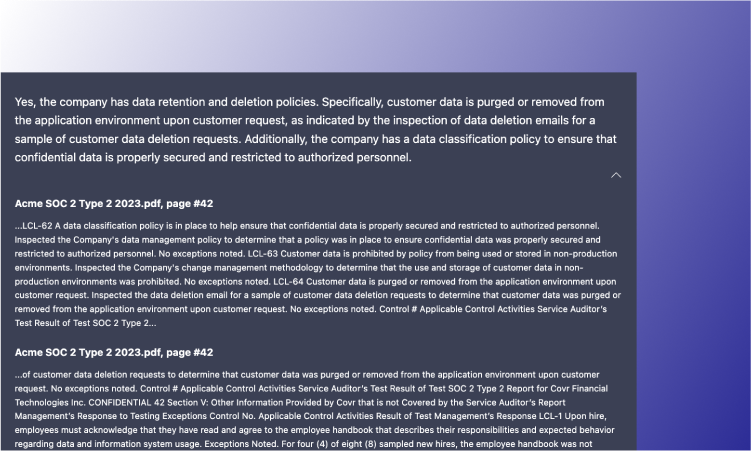 Yes, the company has data retention and deletion policies. Specifically, customer data is purged or removed from
the application environment upon customer request, as indicated by the inspection of data deletion emails for a
sample of customer data deletion requests. Additionally, the company has a data classification policy to ensure that
confidential data is properly secured and restricted to authorized personnel.
Acme SOC 2 Type 2 2023.pdf, page #42
...LCL-62 A data classification policy is in place to help ensure that confidential data is properly secured and restricted to authorized personnel.
Inspected the Company's data management policy to determine that a policy was in place to ensure confidential data was properly secured and
restricted to authorized personnel. No exceptions noted. LCL-63 Customer data is prohibited by policy from being used or stored in non-production
environments. Inspected the Company's change management methodology to determine that the use and storage of customer data in non-
production environments was prohibited. No exceptions noted. LCL-64 Customer data is purged or removed from the application environment upon
customer request. Inspected the data deletion email for a sample of customer data deletion requests to determine that customer data was purged or
removed from the application environment upon customer request. No exceptions noted. Control # Applicable Control Activities Service Auditor's
Test Result of Test SOC 2 Type 2...
Acme SOC 2 Type 2 2023.pdf, page #42
...of customer data deletion requests to determine that customer data was purged or removed from the application environment upon customer
request. No exceptions noted. Control # Applicable Control Activities Service Auditor's Test Result of Test SOC 2 Type 2 Report for Covr Financial
Technologies Inc. CONFIDENTIAL 42 Section V: Other Information Provided by Covr that is not Covered by the Service Auditor's Report
Management's Response to Testing Exceptions Control No. Applicable Control Activities Result of Test Management's Response LCL-1 Upon hire,
employees must acknowledge that they have read and agree to the employee handbook that describes their responsibilities and expected behavior
regarding data and information system usage. Exceptions Noted. For four (4) of eight (8) sampled new hires, the employee handbook was not